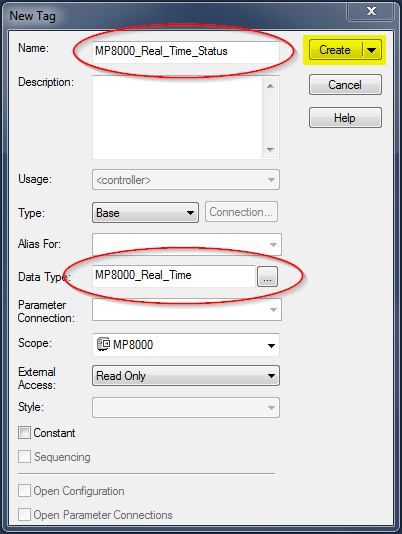 New Tag
X
Name: MP8000_Real_Time_Status Create
Description: Cancel
Help
Usage: <controller>
Type: Base Connection...
Alias For:
Data Type: MP8000_Real_Time ...
Parameter
Connection:
Scope: MP8000
External
Access: Read Only
Style:
Constant
Sequencing
Open Configuration
Open Parameter Connections